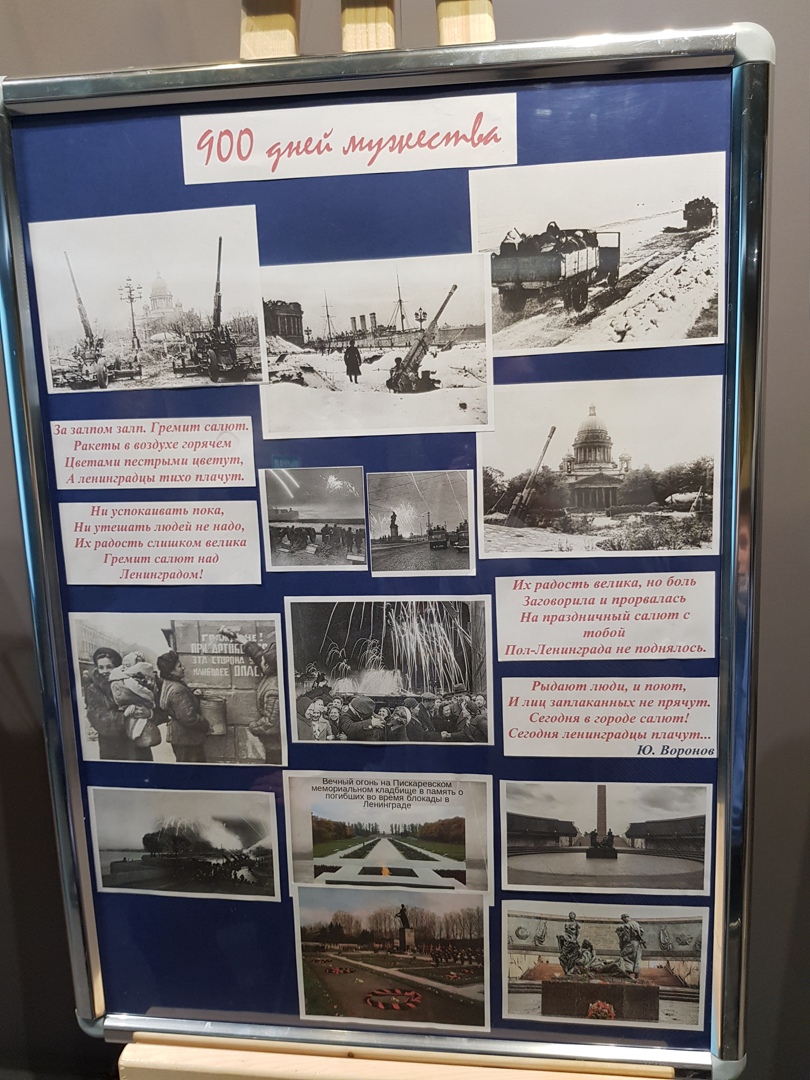 900 дней мужества
За залпом залп. Гремит салют.
Ракеты в воздухе горячем
Цветами пестрыми цветут,
А ленинградцы тихо плачут.
Ни успокаивать пока,
Ни утешать людей не надо,
Их радость слишком велика
Гремит салют над
Ленинградом!
Их радость велика, но боль
Заговорила и прорвалась
На праздничный салют с
тобой
Пол-Ленинграда не поднялось.
ПРИ
ЭТА СТОРОНА
НАИБОЛЕЕ
Рыдают люди, и поют,
И лиц заплаканных не прячут.
Сегодня в городе салют!
Сегодня ленинградцы плачут...
Ю. Воронов
Вечный огонь на Пискаревском
мемориальном кладбище в память о
погибших во время блокады в
Ленинграде